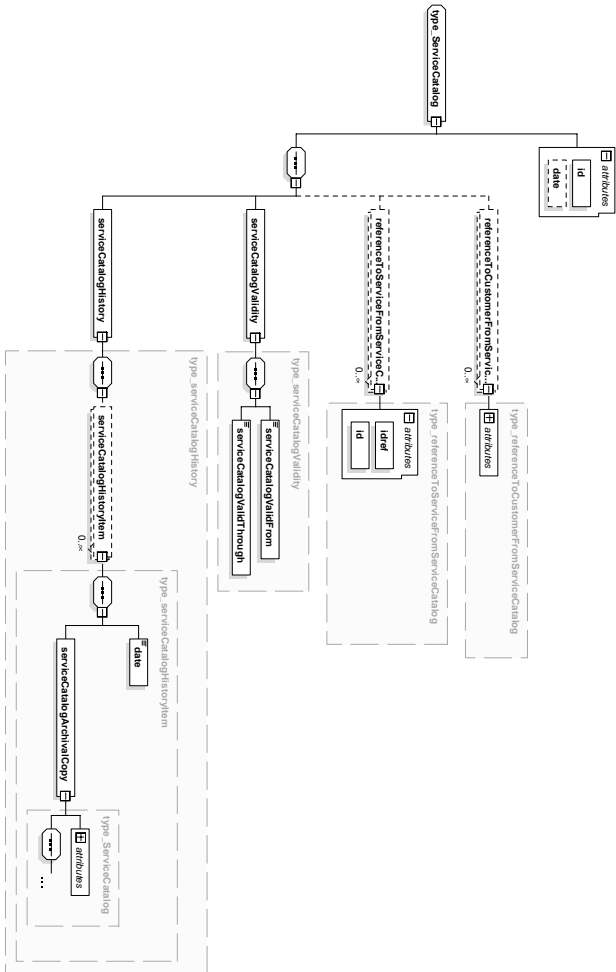 type_ServiceCatalog
attributes
id
date
type_referenceToCustomerFromServiceCatalog
referenceToCustomerFromServic...
0..∞
attributes
type_referenceToServiceFromServiceCatalog
referenceToServiceFromServiceC...
0..∞
attributes
idref
id
type_serviceCatalogValidity
serviceCatalogValidity
serviceCatalogValidFrom
serviceCatalogValidThrough
type_serviceCatalogHistory
serviceCatalogHistory
type_serviceCatalogHistoryItem
serviceCatalogHistoryItem
0..∞
date
serviceCatalogArchivalCopy
type_ServiceCatalog
attributes
...